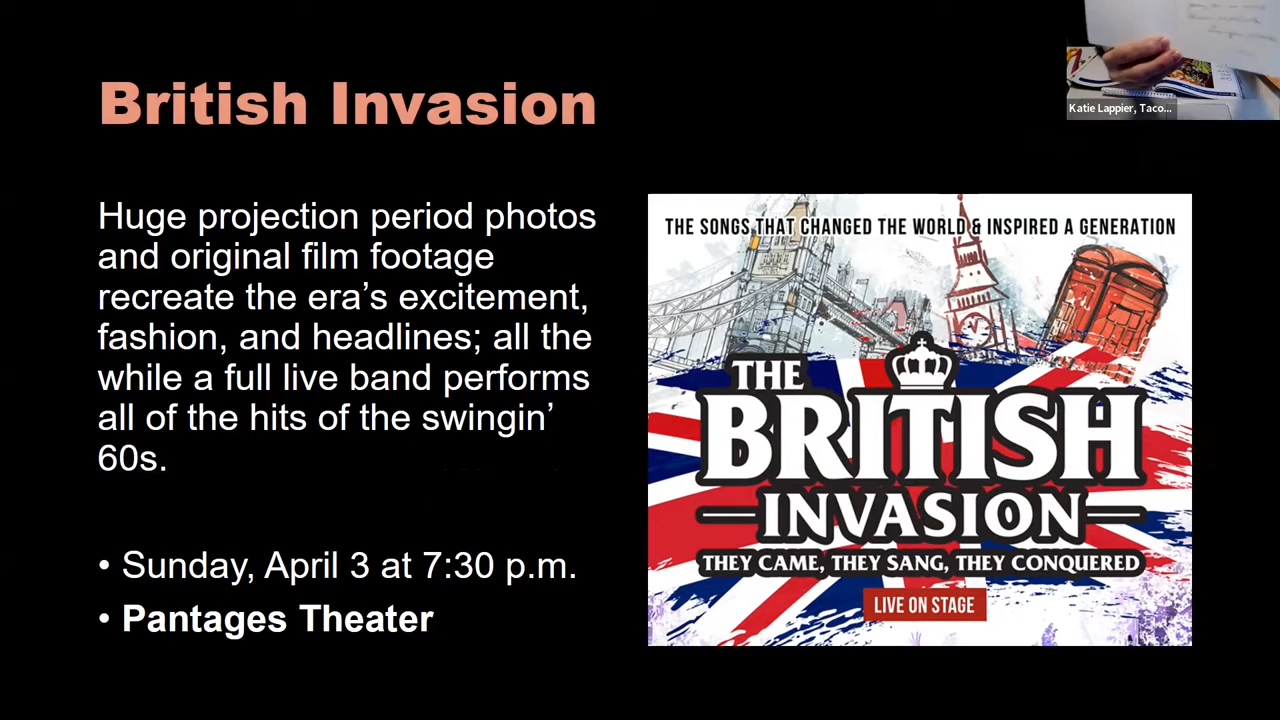 British Invasion
Huge projection period photos
and original film footage
recreate the era’s excitement,
fashion, and headlines; all the
while a full live band performs
all of the hits of the swingin’
60s.
• Sunday, April 3 at 7:30 p.m.
• Pantages Theater
THE SONGS THAT CHANGED THE WORLD & INSPIRED A GENERATION
THE
BRITISH
INVASION
THEY CAME, THEY SANG, THEY CONQUERED
LIVE ON STAGE
Katie Lappier, Taco...